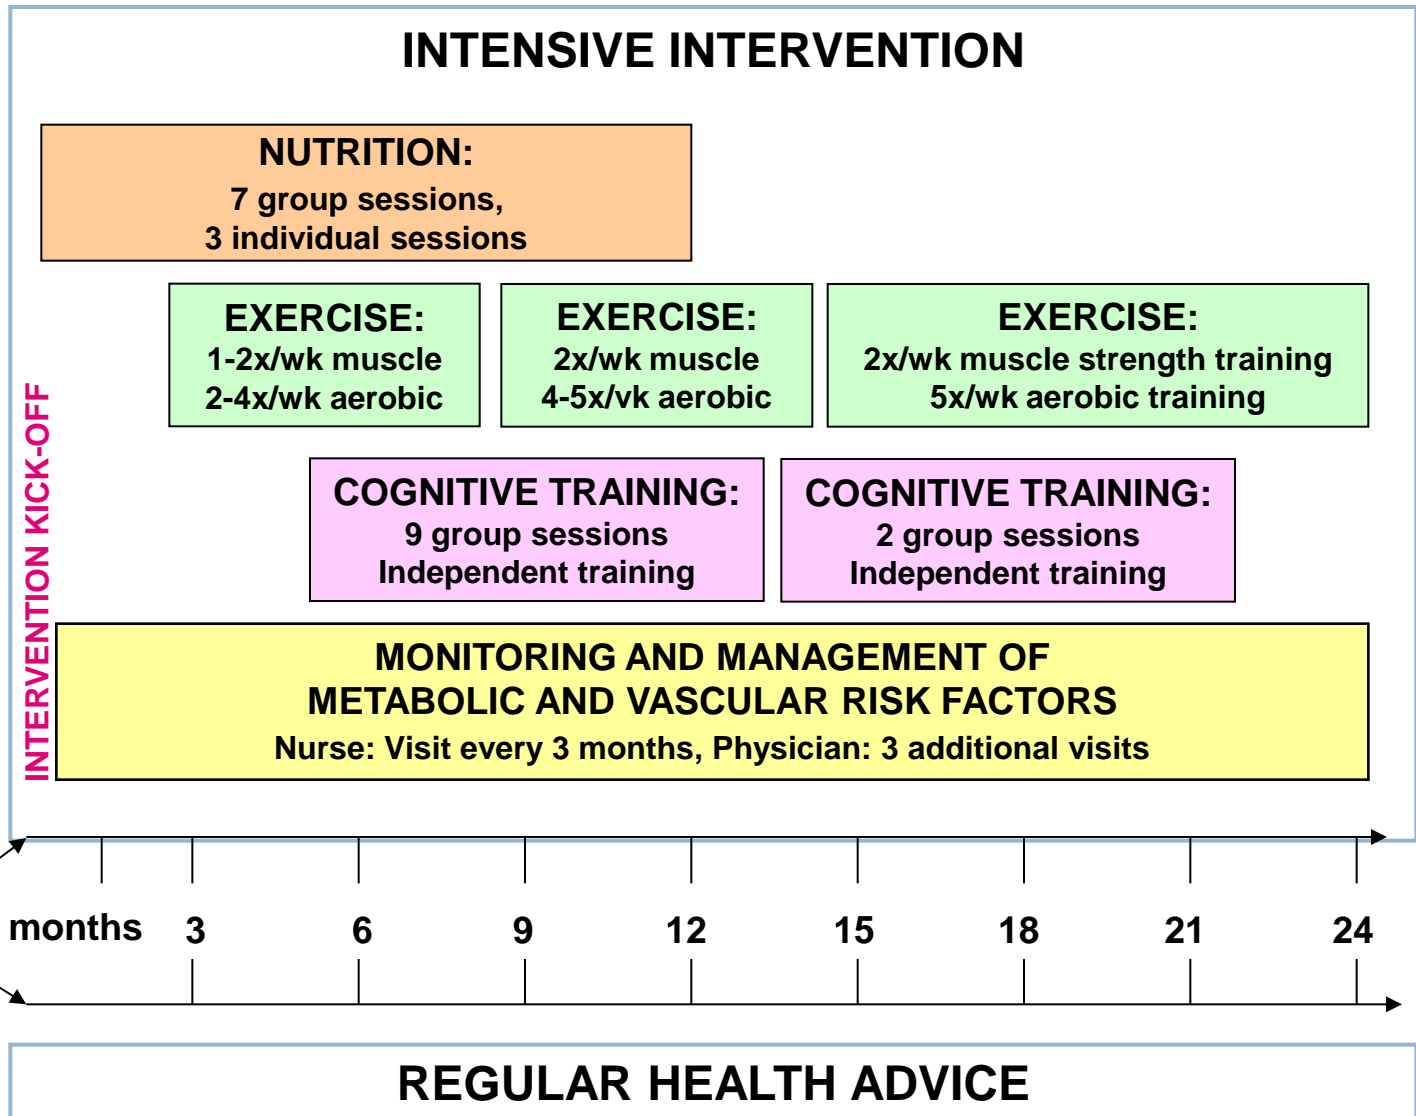 INTENSIVE INTERVENTION
NUTRITION:
7 group sessions,
3 individual sessions
EXERCISE:
1-2x/wk muscle
2-4x/wk aerobic
EXERCISE:
2x/wk muscle
4-5x/vk aerobic
EXERCISE:
2x/wk muscle strength training
5x/wk aerobic training
INTERVENTION KICK-OFF
COGNITIVE TRAINING:
9 group sessions
Independent training
COGNITIVE TRAINING:
2 group sessions
Independent training
MONITORING AND MANAGEMENT OF
METABOLIC AND VASCULAR RISK FACTORS
Nurse: Visit every 3 months, Physician: 3 additional visits
months 3 6 9 12 15 18 21 24
REGULAR HEALTH ADVICE